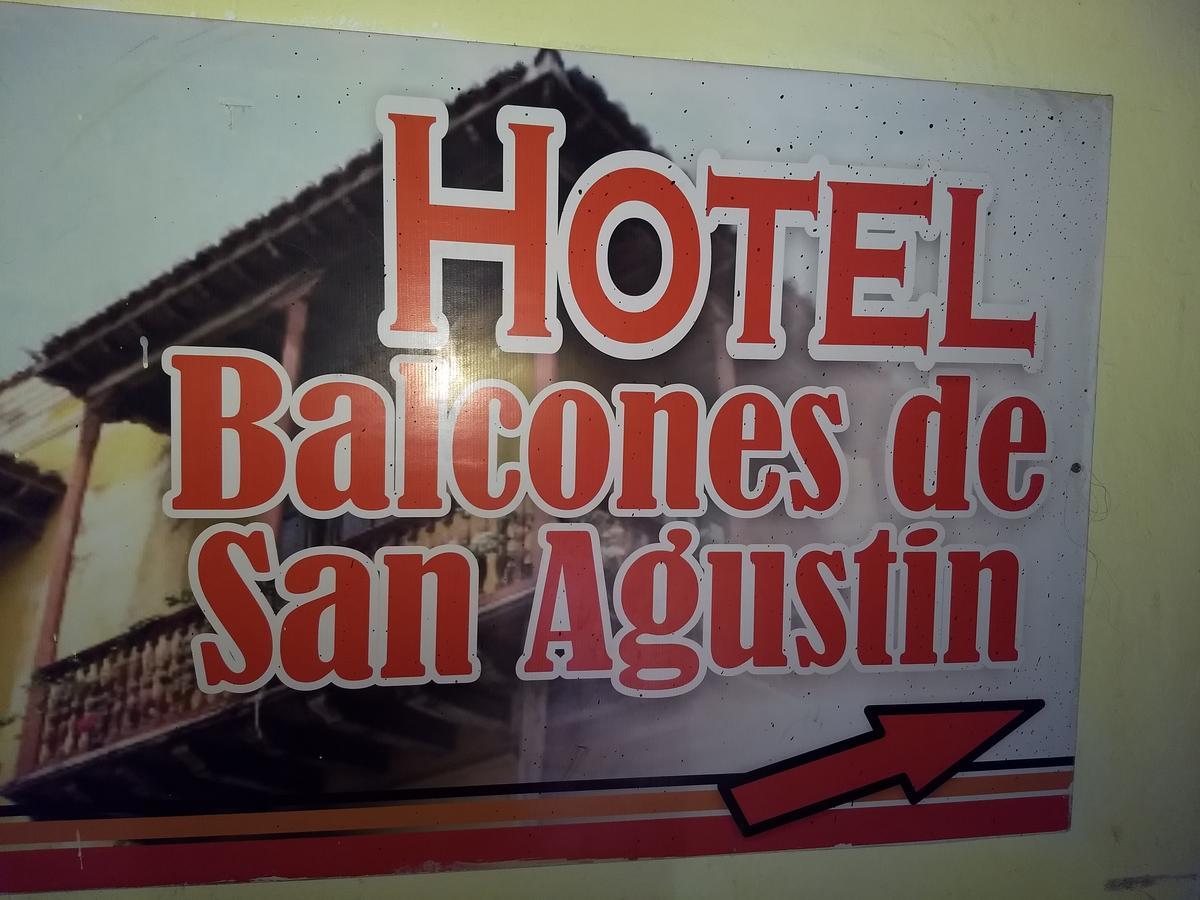 HOTEL
Balcones de
San Agustin